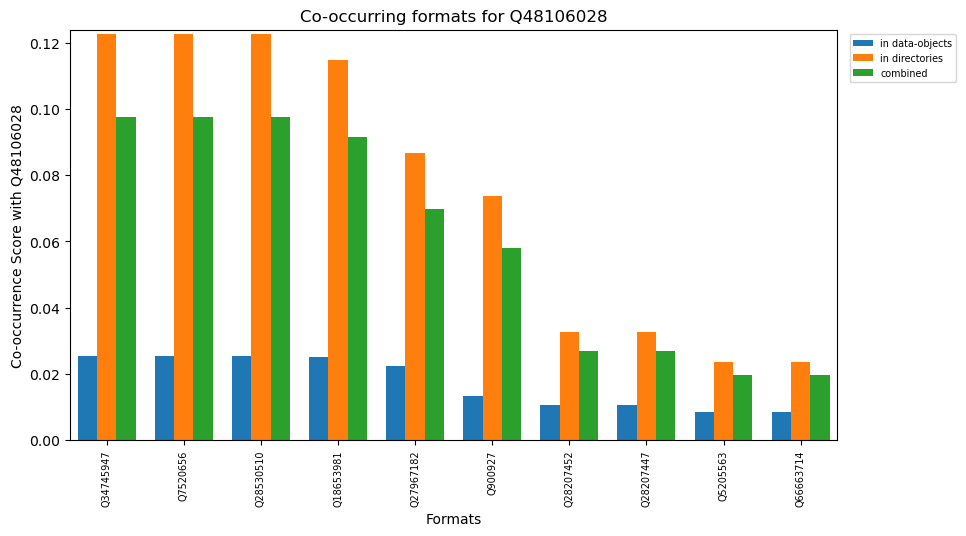 Co-occurring formats for Q48106028
in data-objects
in directories
combined
Co-occurrence Score with Q48106028
0.12
0.10
0.08
0.06
0.04
0.02
0.00
Q34745947
Q7520656
Q28530510
Q18653981
Q27967182
Q900927
Q28207452
Q28207447
Q5205563
Q66663714
Formats